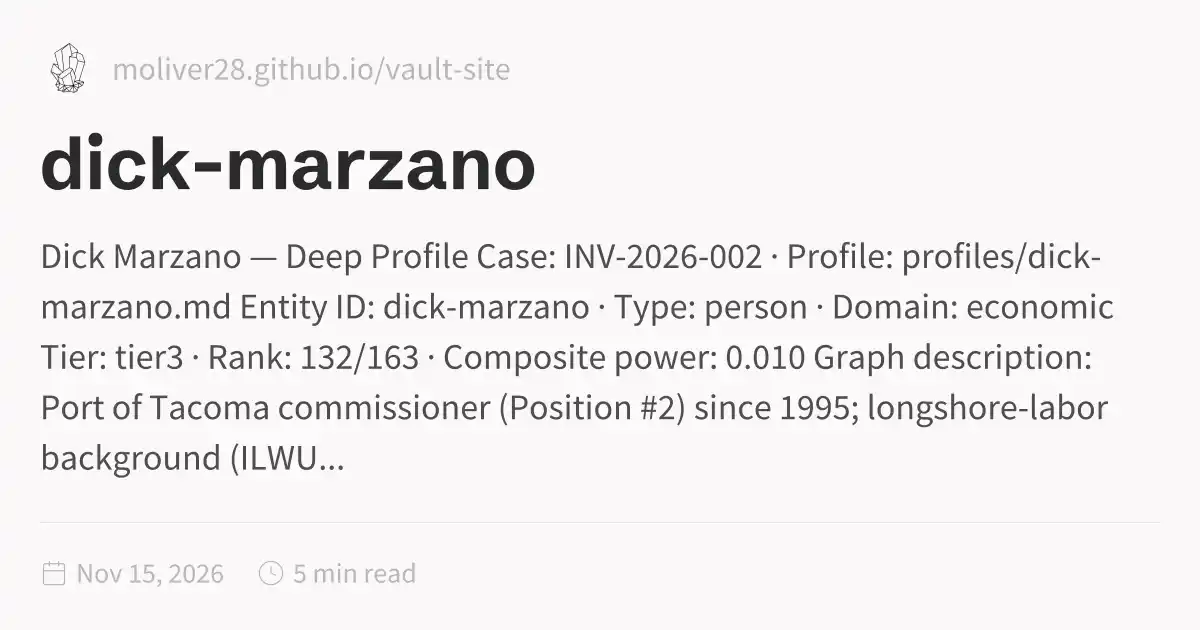 moliver28.github.io/vault-site
dick-marzano
Dick Marzano — Deep Profile Case: INV-2026-002 · Profile: profiles/dick-
marzano.md Entity ID: dick-marzano · Type: person · Domain: economic
Tier: tier3 · Rank: 132/163 · Composite power: 0.010 Graph description:
Port of Tacoma commissioner (Position #2) since 1995; longshore-labor
background (ILWU...
Nov 15, 2026 5 min read